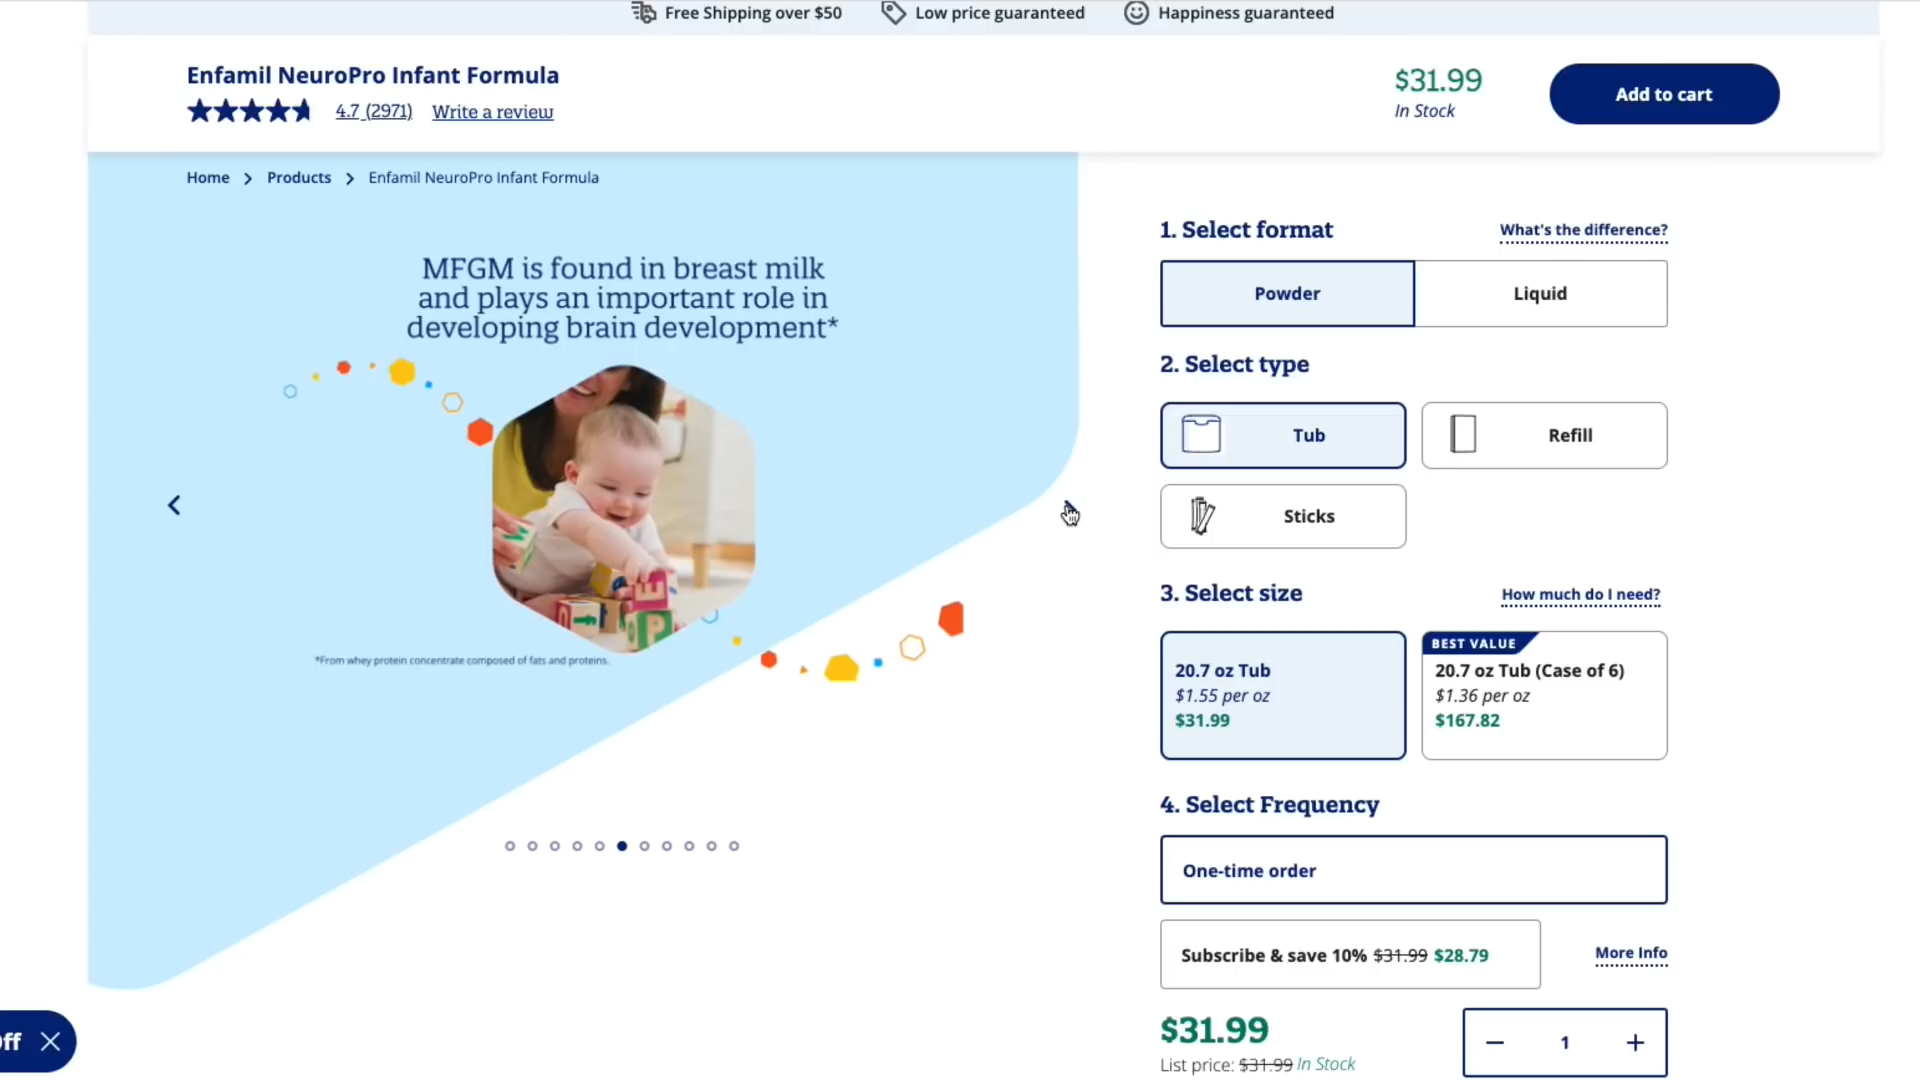 Free Shipping over $50
Low price guaranteed
Happiness guaranteed
Enfamil NeuroPro Infant Formula
4.7 (2971)
Write a review
$31.99
In Stock
Add to cart
Home
Products
Enfamil NeuroPro Infant Formula
MFGM is found in breast milk
and plays an important role in
developing brain development*
*From whey protein concentrate composed of fats and proteins.
1. Select format
What's the difference?
Powder
Liquid
2. Select type
Tub
Refill
Sticks
3. Select size
How much do I need?
20.7 oz Tub
$1.55 per oz
$31.99
BEST VALUE
20.7 oz Tub (Case of 6)
$1.36 per oz
$167.82
4. Select Frequency
One-time order
Subscribe & save 10% $31.99 $28.79
More Info
$31.99
List price: $31.99 In Stock
1